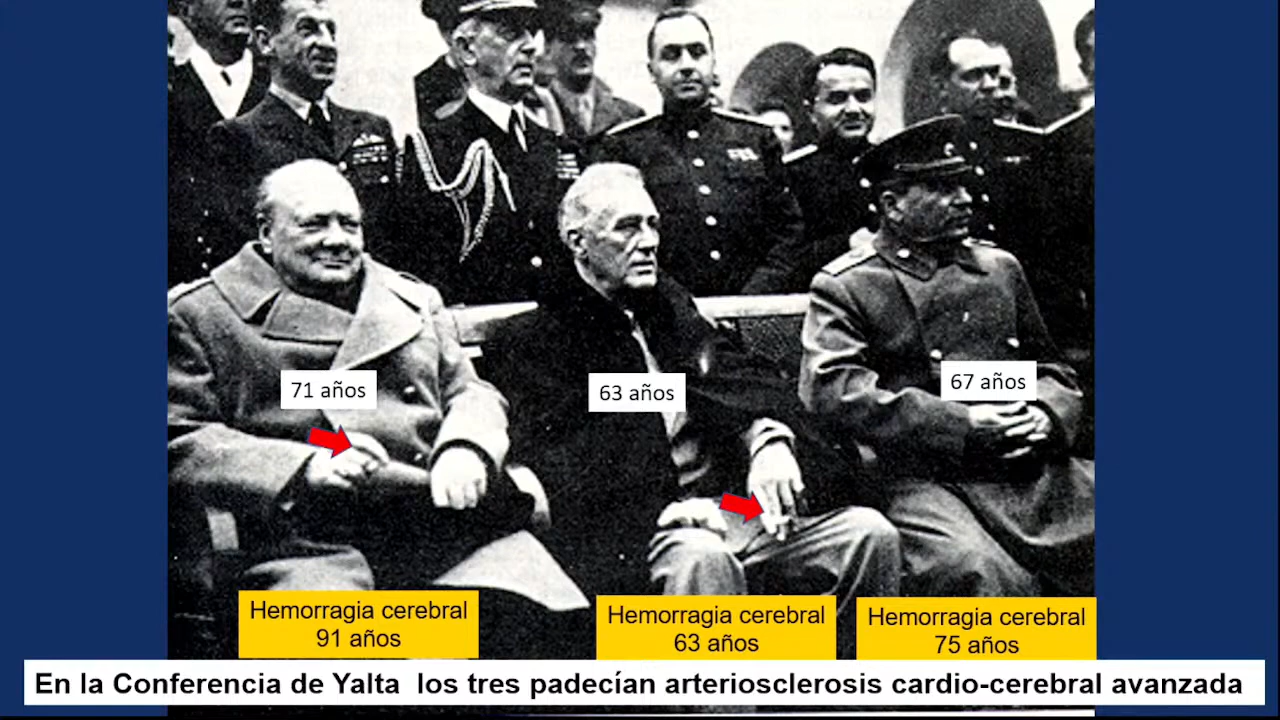 71 años
63 años
67 años
Hemorragia cerebral
91 años
Hemorragia cerebral
63 años
Hemorragia cerebral
75 años
En la Conferencia de Yalta los tres padecían arteriosclerosis cardio-cerebral avanzada